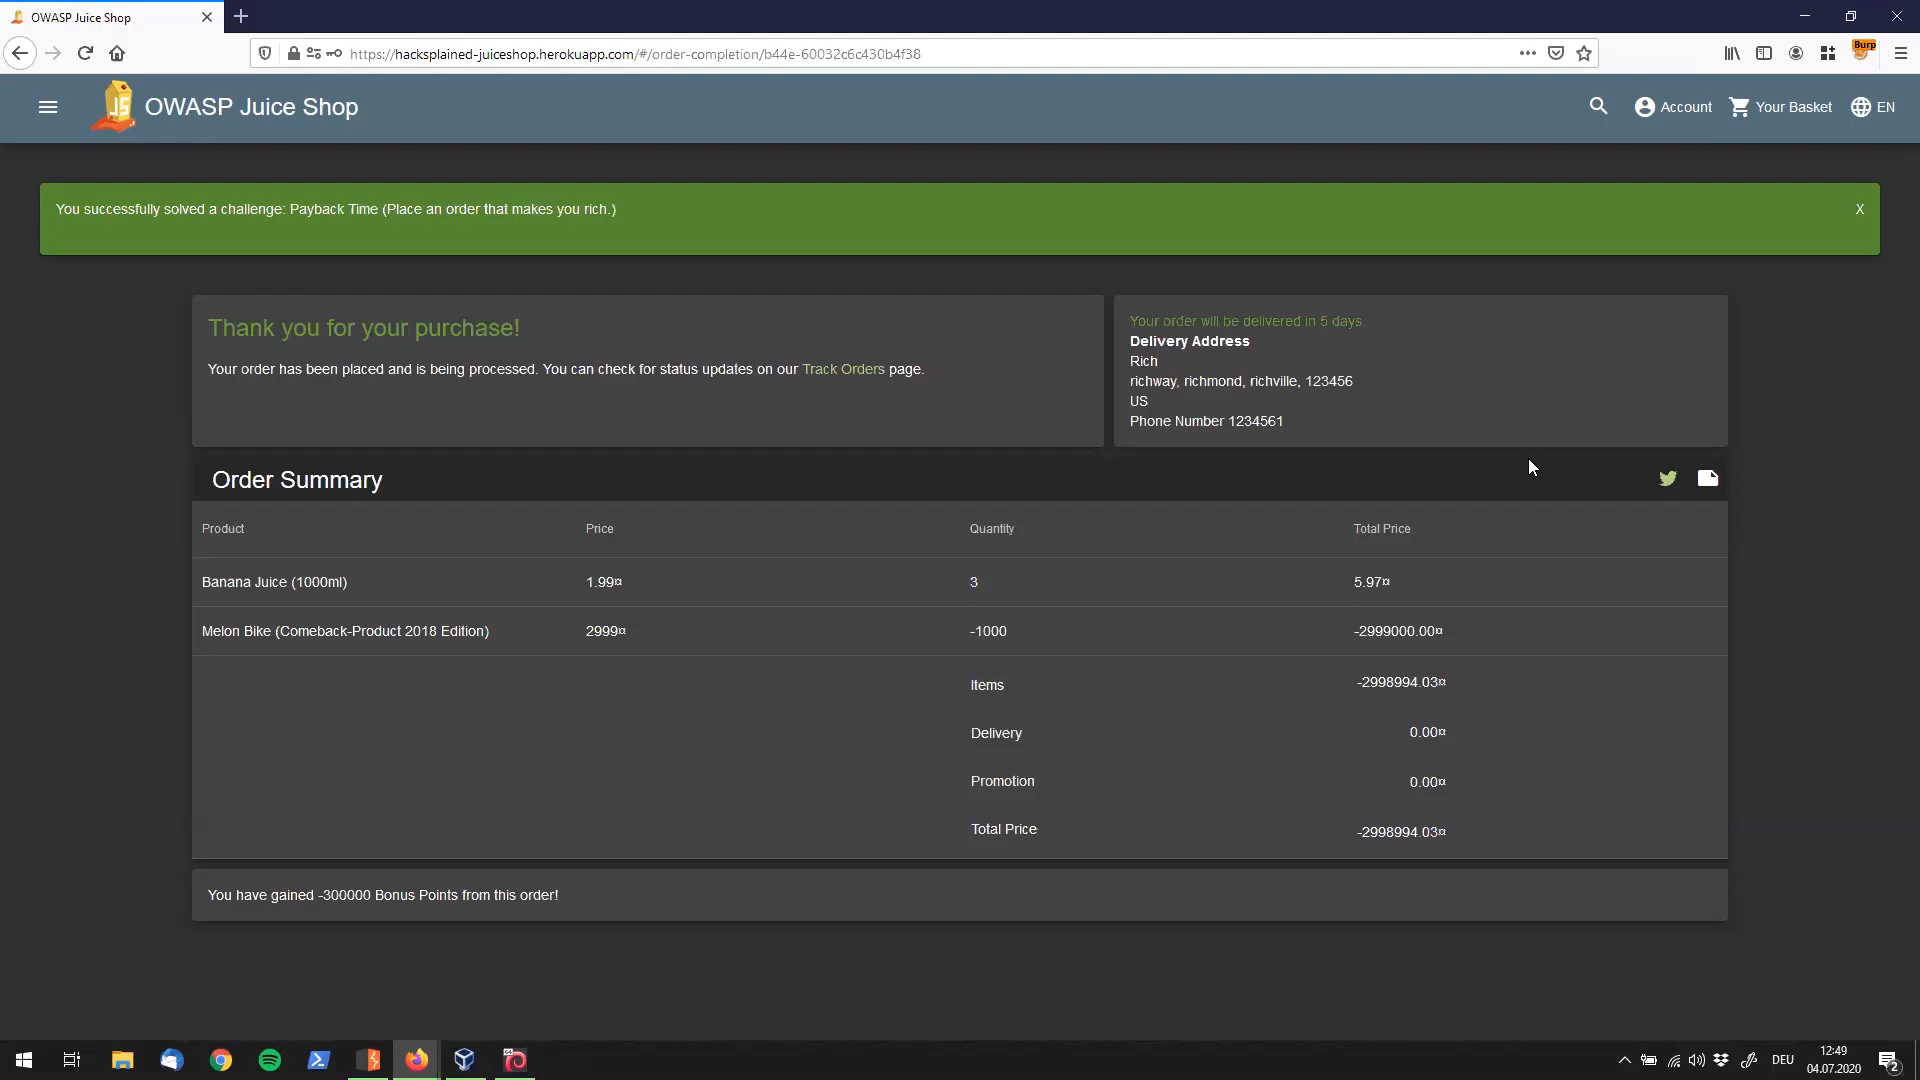 OWASP Juice Shop
https://hacksplained-juiceshop.herokuapp.com/#/order-completion/b44e-60032c6c430b4f38
Burp
JS
OWASP Juice Shop
Account
Your Basket
EN
You successfully solved a challenge: Payback Time (Place an order that makes you rich.)
X
Thank you for your purchase!
Your order has been placed and is being processed. You can check for status updates on our Track Orders page.
Your order will be delivered in 5 days.
Delivery Address
Rich
richway, richmond, richville, 123456
US
Phone Number 1234561
Order Summary
Product Price Quantity Total Price
Banana Juice (1000ml) 1.99¤ 3 5.97¤
Melon Bike (Comeback-Product 2018 Edition) 2999¤ -1000 -2999000.00¤
Items -2998994.03¤
Delivery 0.00¤
Promotion 0.00¤
Total Price -2998994.03¤
You have gained -300000 Bonus Points from this order!
DEU
12:49
04.07.2020
2